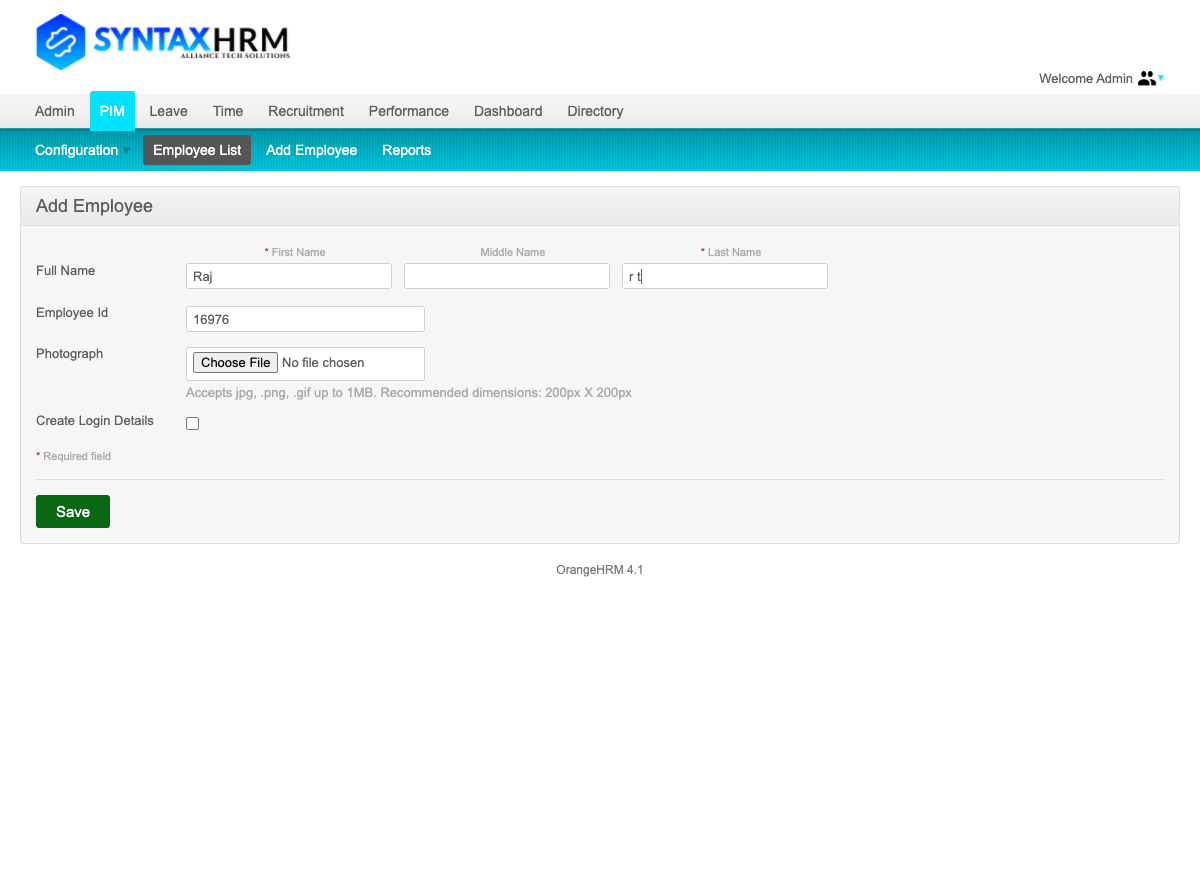 SYNTAXHRM
ALLIANCE TECH SOLUTIONS
Welcome Admin
Admin PIM Leave Time Recruitment Performance Dashboard Directory
Configuration Employee List Add Employee Reports
Add Employee
* First Name Middle Name * Last Name
Full Name Raj r t
Employee Id 16976
Photograph Choose File No file chosen
Accepts jpg, .png, .gif up to 1MB. Recommended dimensions: 200px X 200px
Create Login Details
* Required field
Save
OrangeHRM 4.1